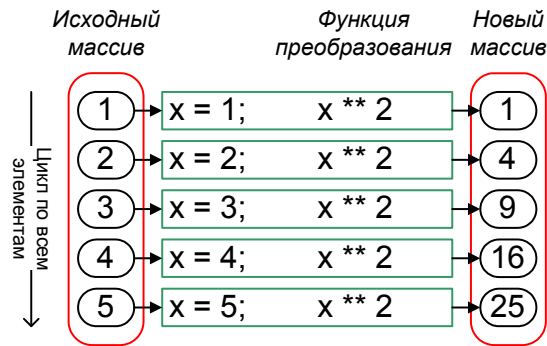 Исходный массив
Функция преобразования
Новый массив
Цикл по всем элементам
1 x = 1; x ** 2 1
2 x = 2; x ** 2 4
3 x = 3; x ** 2 9
4 x = 4; x ** 2 16
5 x = 5; x ** 2 25